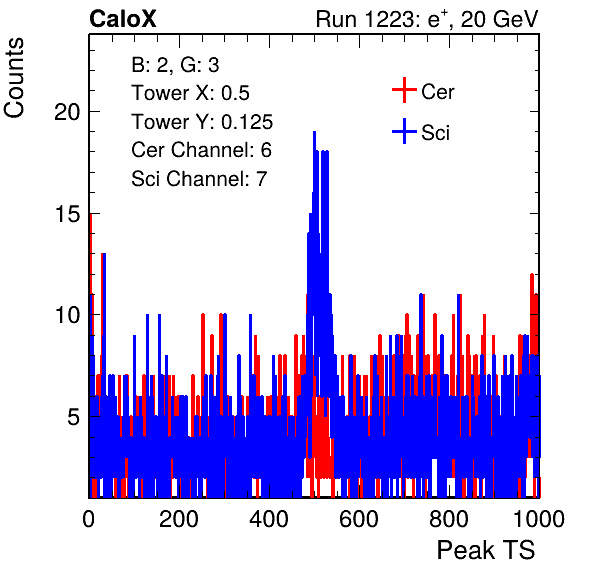 CaloX
Run 1223: e+, 20 GeV
Counts
B: 2, G: 3
Tower X: 0.5
Tower Y: 0.125
Cer Channel: 6
Sci Channel: 7
Cer
Sci
20
15
10
5
0 200 400 600 800 1000
Peak TS